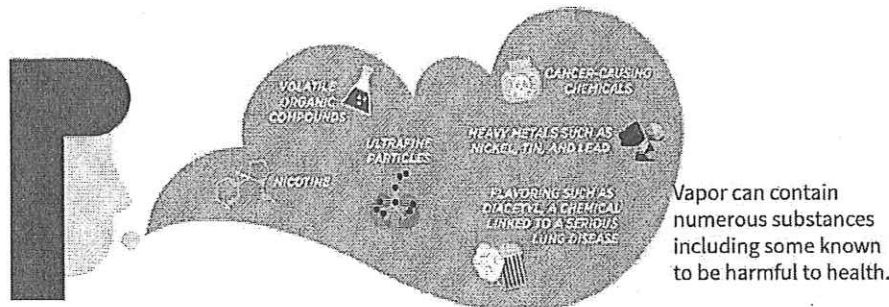 VOLATILE
ORGANIC
COMPOUNDS
CANCER-CAUSING
CHEMICALS
ULTRAFINE
PARTICLES
HEAVY METALS SUCH AS
NICKEL, TIN, AND LEAD
NICOTINE
FLAVORING SUCH AS
DIACETYL, A CHEMICAL
LINKED TO A SERIOUS
LUNG DISEASE
Vapor can contain
numerous substances
including some known
to be harmful to health.